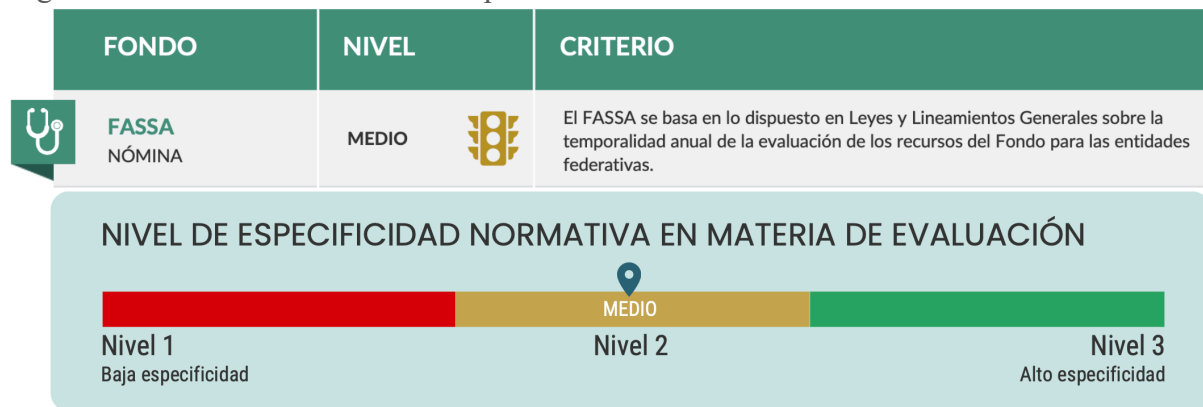 FONDO NIVEL CRITERIO
FASSA
NÓMINA
MEDIO
El FASSA se basa en lo dispuesto en Leyes y Lineamientos Generales sobre la
temporalidad anual de la evaluación de los recursos del Fondo para las entidades
federativas.
NIVEL DE ESPECIFICIDAD NORMATIVA EN MATERIA DE EVALUACIÓN
MEDIO
Nivel 1 Nivel 2 Nivel 3
Baja especificidad Alto especificidad